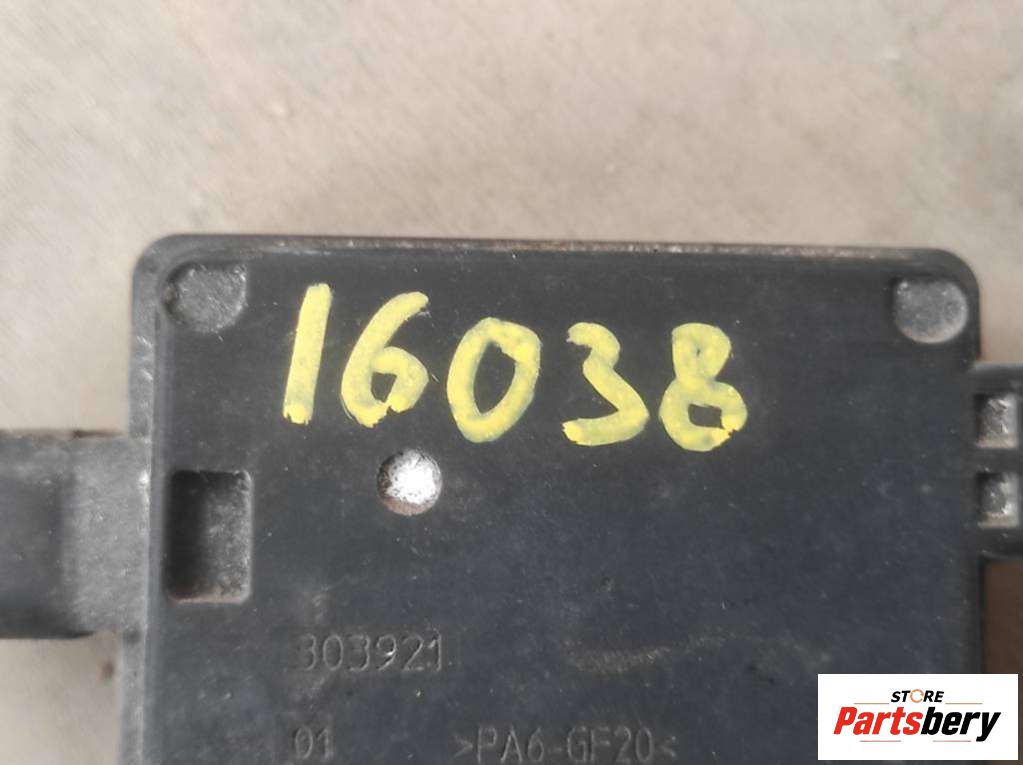 16038
303921
01 >PA6-GF20<
STORE
Partsbery